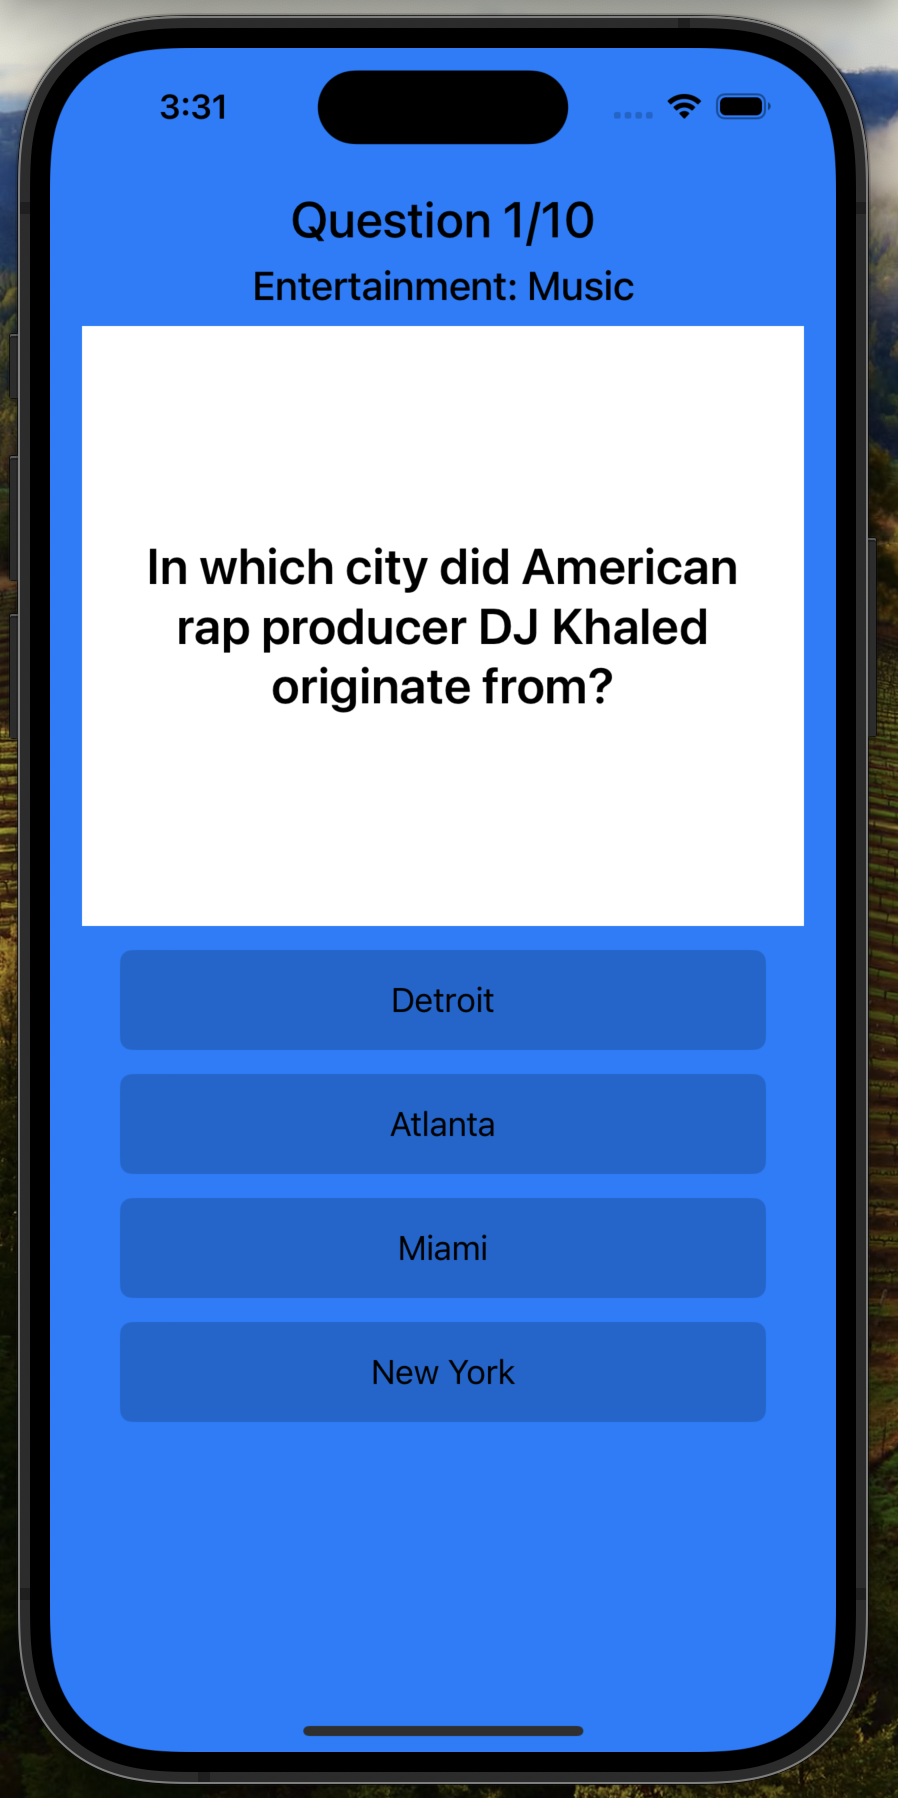 3:31
Question 1/10
Entertainment: Music
In which city did American
rap producer DJ Khaled
originate from?
Detroit
Atlanta
Miami
New York